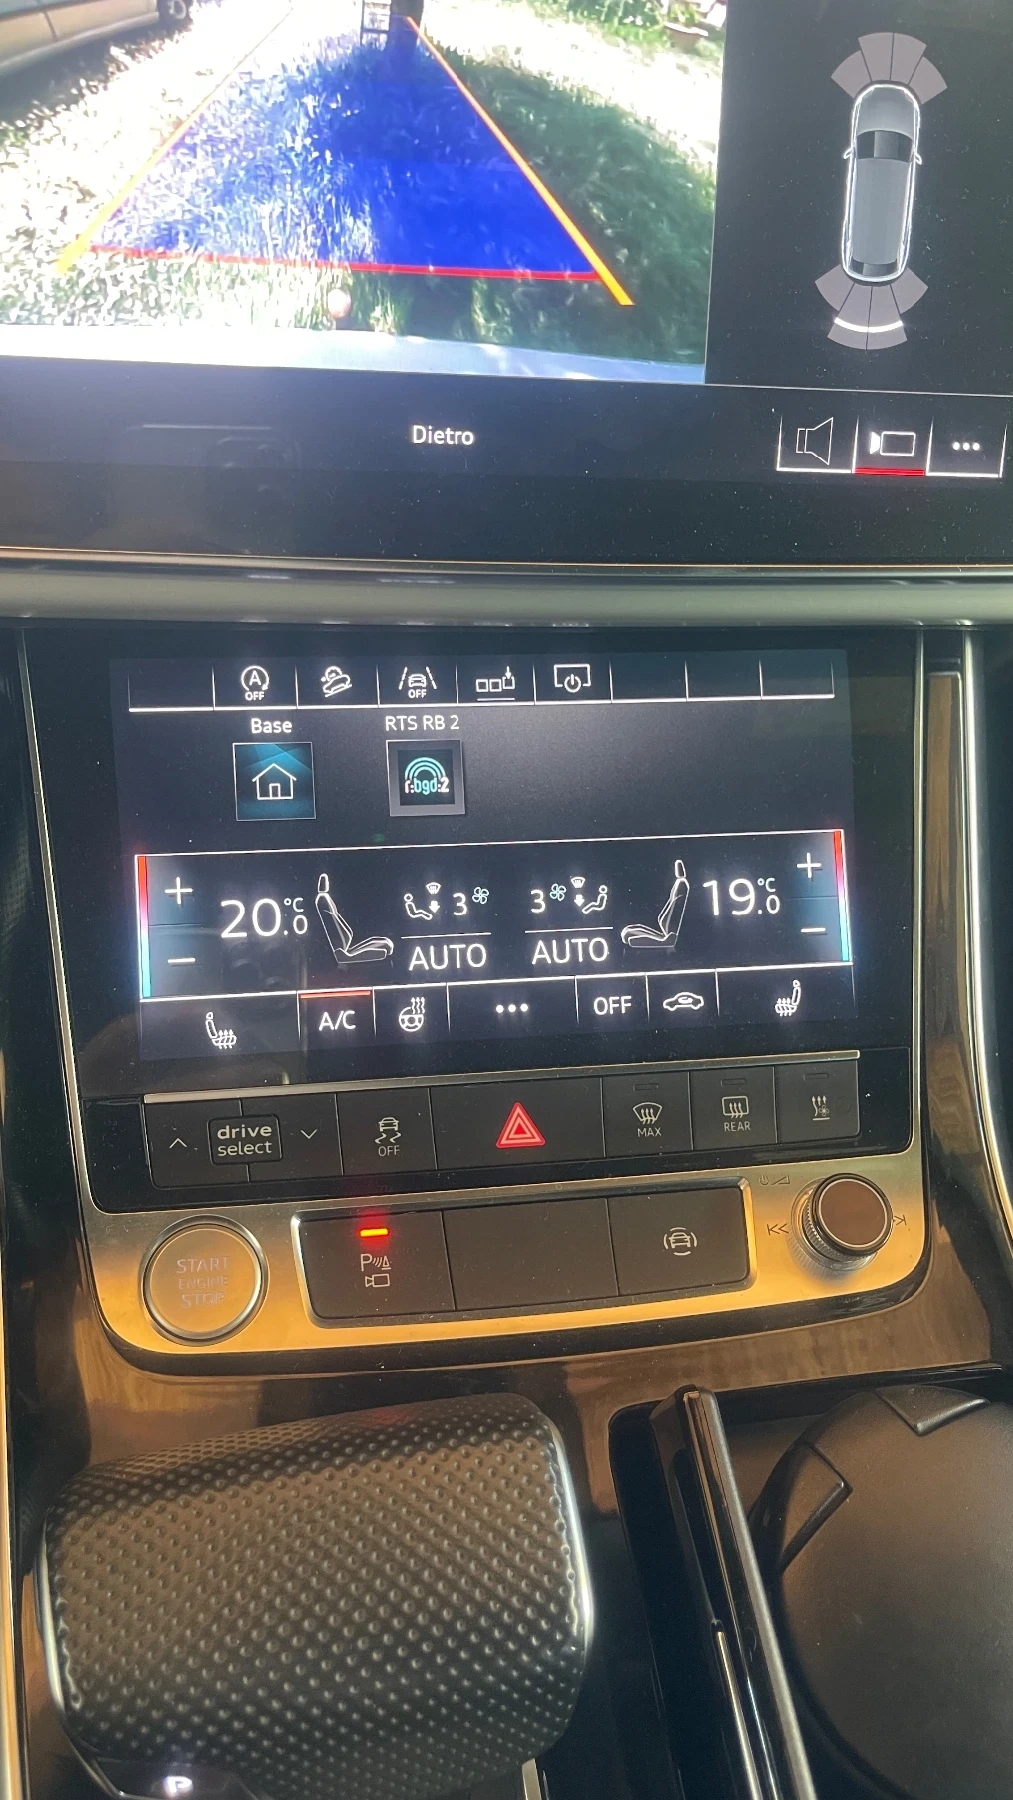 Dietro
A
OFF
OFF
Base
RTS RB 2
r:bgd:2
+
20.0 °C
−
3
AUTO
3
AUTO
19.0 °C
+
−
A/C
OFF
drive
select
OFF
MAX
REAR
START
ENGINE
STOP
P
P